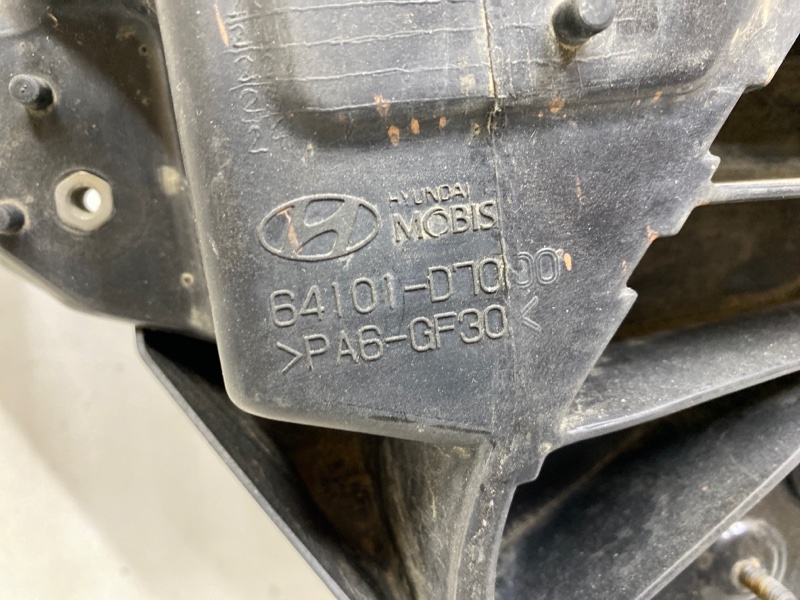 HYUNDAI
MOBIS
64101-D7000
>PA6-GF30<